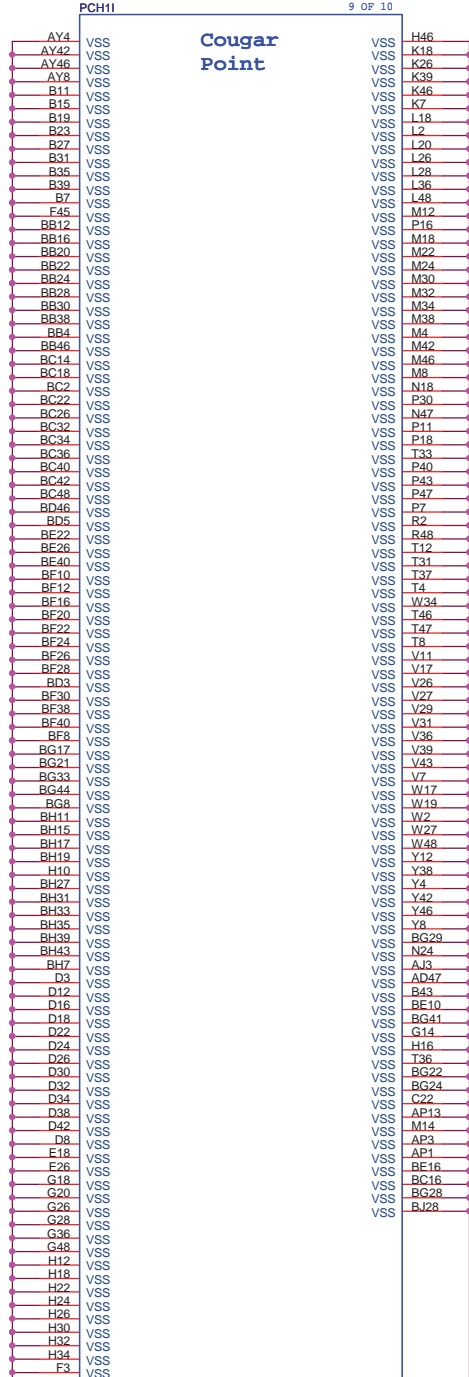 PCH1I 9 OF 10
Cougar
Point
AY4 VSS VSS H46
AY42 VSS VSS K18
AY46 VSS VSS K26
AY8 VSS VSS K39
B11 VSS VSS K46
B15 VSS VSS K7
B19 VSS VSS L18
B23 VSS VSS L2
B27 VSS VSS L20
B31 VSS VSS L26
B35 VSS VSS L28
B39 VSS VSS L36
B7 VSS VSS L48
F45 VSS VSS M12
BB12 VSS VSS P16
BB16 VSS VSS M18
BB20 VSS VSS M22
BB22 VSS VSS M24
BB24 VSS VSS M30
BB28 VSS VSS M32
BB30 VSS VSS M34
BB38 VSS VSS M38
BB4 VSS VSS M4
BB46 VSS VSS M42
BC14 VSS VSS M46
BC18 VSS VSS M8
BC2 VSS VSS N18
BC22 VSS VSS P30
BC26 VSS VSS N47
BC32 VSS VSS P11
BC34 VSS VSS P18
BC36 VSS VSS T33
BC40 VSS VSS P40
BC42 VSS VSS P43
BC48 VSS VSS P47
BD46 VSS VSS P7
BD5 VSS VSS R2
BE22 VSS VSS R48
BE26 VSS VSS T12
BE40 VSS VSS T31
BF10 VSS VSS T37
BF12 VSS VSS T4
BF16 VSS VSS W34
BF20 VSS VSS T46
BF22 VSS VSS T47
BF24 VSS VSS T8
BF26 VSS VSS V11
BF28 VSS VSS V17
BD3 VSS VSS V26
BF30 VSS VSS V27
BF38 VSS VSS V29
BF40 VSS VSS V31
BF8 VSS VSS V36
BG17 VSS VSS V39
BG21 VSS VSS V43
BG33 VSS VSS V7
BG44 VSS VSS W17
BG8 VSS VSS W19
BH11 VSS VSS W2
BH15 VSS VSS W27
BH17 VSS VSS W48
BH19 VSS VSS Y12
H10 VSS VSS Y38
BH27 VSS VSS Y4
BH31 VSS VSS Y42
BH33 VSS VSS Y46
BH35 VSS VSS Y8
BH39 VSS VSS BG29
BH43 VSS VSS N24
BH7 VSS VSS AJ3
D3 VSS VSS AD47
D12 VSS VSS B43
D16 VSS VSS BE10
D18 VSS VSS BG41
D22 VSS VSS G14
D24 VSS VSS H16
D26 VSS VSS T36
D30 VSS VSS BG22
D32 VSS VSS BG24
D34 VSS VSS C22
D38 VSS VSS AP13
D42 VSS VSS M14
D8 VSS VSS AP3
E18 VSS VSS AP1
E26 VSS VSS BE16
G18 VSS VSS BC16
G20 VSS VSS BG28
G26 VSS VSS BJ28
G28 VSS
G36 VSS
G48 VSS
H12 VSS
H18 VSS
H22 VSS
H24 VSS
H26 VSS
H30 VSS
H32 VSS
H34 VSS
F3 VSS